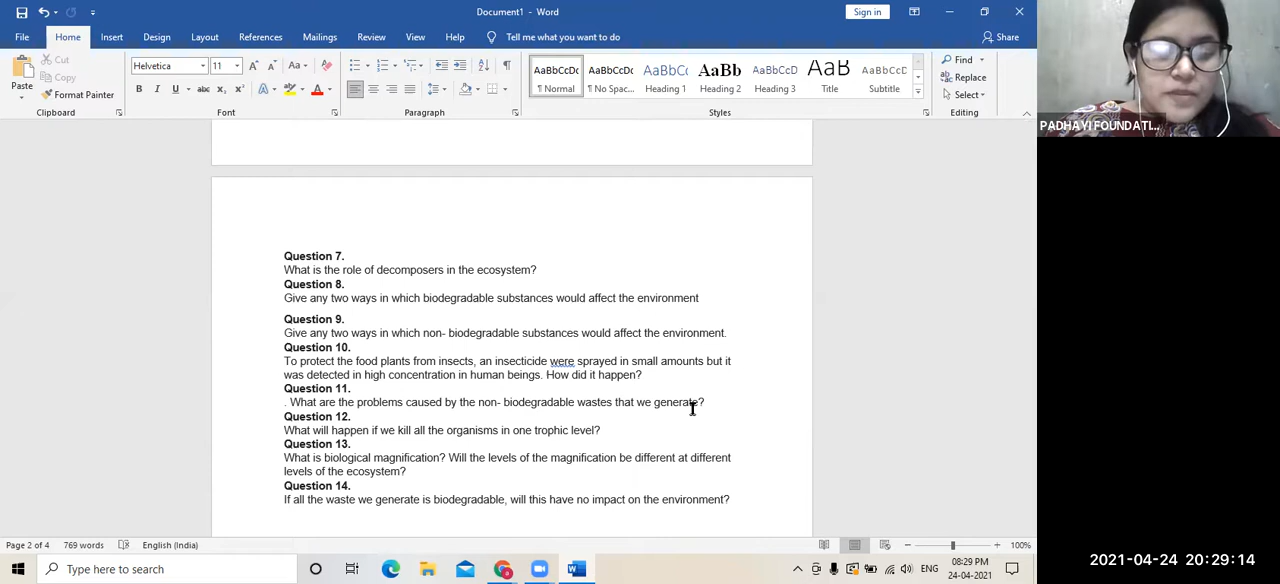 Document1 - Word
Sign in
File
Home
Insert
Design
Layout
References
Mailings
Review
View
Help
Tell me what you want to do
Share
Paste
Cut
Copy
Format Painter
Clipboard
Helvetica
11
Font
Paragraph
AaBbCcDc
¶ Normal
AaBbCcDc
¶ No Spac...
AaBbCc
Heading 1
AaBb
Heading 2
AaBbCcD
Heading 3
AaB
Title
AaBbCcD
Subtitle
Styles
Find
Replace
Select
Editing
PADHAYI FOUNDATI...
Question 7.
What is the role of decomposers in the ecosystem?
Question 8.
Give any two ways in which biodegradable substances would affect the environment
Question 9.
Give any two ways in which non- biodegradable substances would affect the environment.
Question 10.
To protect the food plants from insects, an insecticide were sprayed in small amounts but it
was detected in high concentration in human beings. How did it happen?
Question 11.
. What are the problems caused by the non- biodegradable wastes that we generate?
Question 12.
What will happen if we kill all the organisms in one trophic level?
Question 13.
What is biological magnification? Will the levels of the magnification be different at different
levels of the ecosystem?
Question 14.
If all the waste we generate is biodegradable, will this have no impact on the environment?
Page 2 of 4
769 words
English (India)
100%
Type here to search
ENG
08:29 PM
24-04-2021
2021-04-24 20:29:14